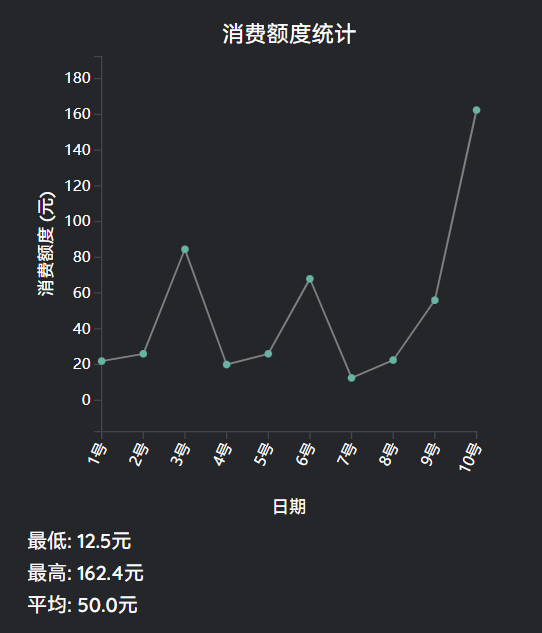 消费额度统计
180
160
140
120
100
80
60
40
20
0
消费额度 (元)
1号
2号
3号
4号
5号
6号
7号
8号
9号
10号
日期
最低: 12.5元
最高: 162.4元
平均: 50.0元